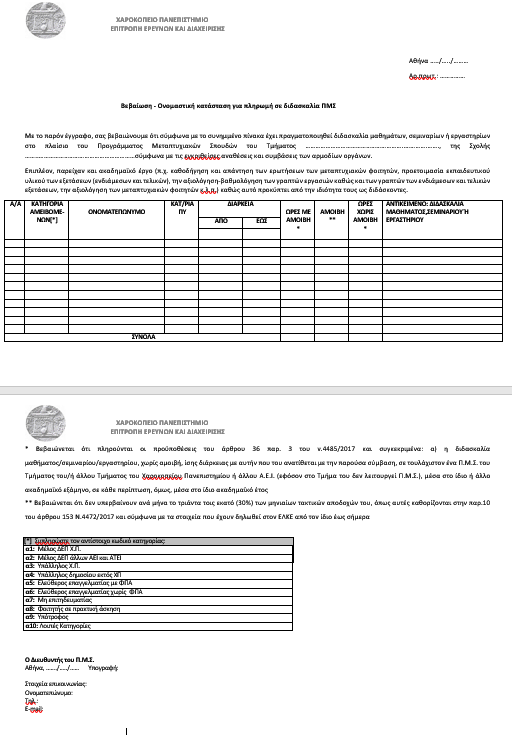 ΧΑΡΟΚΟΠΕΙΟ ΠΑΝΕΠΙΣΤΗΜΙΟ
ΕΠΙΤΡΟΠΗ ΕΡΕΥΝΩΝ ΚΑΙ ΔΙΑΧΕΙΡΙΣΗΣ
Αθήνα ...../...../.........
Αρ.πρωτ.: ...............
Βεβαίωση - Ονομαστική κατάσταση για πληρωμή σε διδασκαλία ΠΜΣ
Με το παρόν έγγραφο, σας βεβαιώνουμε ότι σύμφωνα με το συνημμένο πίνακα έχει πραγματοποιηθεί διδασκαλία μαθημάτων, σεμιναρίων ή εργαστηρίων
στο πλαίσιο του Προγράμματος Μεταπτυχιακών Σπουδών του Τμήματος ................................................, της Σχολής
......................................................σύμφωνα με τις εγκριθείσες αναθέσεις και συμβάσεις των αρμοδίων οργάνων.
Επιπλέον, παρείχαν και ακαδημαϊκό έργο (π.χ. καθοδήγηση και απάντηση των ερωτήσεων των μεταπτυχιακών φοιτητών, προετοιμασία εκπαιδευτικού
υλικού των εξετάσεων (ενδιάμεσων και τελικών), την αξιολόγηση-βαθμολόγηση των γραπτών εργασιών καθώς και των γραπτών των ενδιάμεσων και τελικών
εξετάσεων, την αξιολόγηση των μεταπτυχιακών φοιτητών κ.λ.π.) καθώς αυτό προκύπτει από την ιδιότητα τους ως διδάσκοντες.
Α/Α ΚΑΤΗΓΟΡΙΑ ΑΜΕΙΒΟΜΕ-ΝΩΝ[*] ΟΝΟΜΑΤΕΠΩΝΥΜΟ ΚΑΤ/ΡΙΑ ΠΥ ΔΙΑΡΚΕΙΑ ΩΡΕΣ ΜΕ ΑΜΟΙΒΗ * ΑΜΟΙΒΗ ** ΩΡΕΣ ΧΩΡΙΣ ΑΜΟΙΒΗ * ΑΝΤΙΚΕΙΜΕΝΟ: ΔΙΔΑΣΚΑΛΙΑ ΜΑΘΗΜΑΤΟΣ,ΣΕΜΙΝΑΡΙΟΥ Ή ΕΡΓΑΣΤΗΡΙΟΥ
ΑΠΟ ΕΩΣ
ΣΥΝΟΛΑ
ΧΑΡΟΚΟΠΕΙΟ ΠΑΝΕΠΙΣΤΗΜΙΟ
ΕΠΙΤΡΟΠΗ ΕΡΕΥΝΩΝ ΚΑΙ ΔΙΑΧΕΙΡΙΣΗΣ
* Βεβαιώνεται ότι πληρούνται οι προϋποθέσεις του άρθρου 36 παρ. 3 του ν.4485/2017 και συγκεκριμένα: α) η διδασκαλία
μαθήματος/σεμιναρίου/εργαστηρίου, χωρίς αμοιβή, ίσης διάρκειας με αυτήν που του ανατίθεται με την παρούσα σύμβαση, σε τουλάχιστον ένα Π.Μ.Σ. του
Τμήματος του/ή άλλου Τμήματος του Χαροκοπείου Πανεπιστημίου ή άλλου Α.Ε.Ι. (εφόσον στο Τμήμα του δεν λειτουργεί Π.Μ.Σ.), μέσα στο ίδιο ή άλλο
ακαδημαϊκό εξάμηνο, σε κάθε περίπτωση, όμως, μέσα στο ίδιο ακαδημαϊκό έτος
** Βεβαιώνεται ότι δεν υπερβαίνουν ανά μήνα το τριάντα τοις εκατό (30%) των μηνιαίων τακτικών αποδοχών του, όπως αυτές καθορίζονται στην παρ.10
του άρθρου 153 Ν.4472/2017 και σύμφωνα με τα στοιχεία που έχουν δηλωθεί στον ΕΛΚΕ από τον ίδιο έως σήμερα
[*] Συμπληρώστε τον αντίστοιχο κωδικό κατηγορίας:
α1: Μέλος ΔΕΠ Χ.Π.
α2: Μέλος ΔΕΠ άλλων ΑΕΙ και ΑΤΕΙ
α3: Υπάλληλος Χ.Π.
α4: Υπάλληλος δημοσίου εκτός ΧΠ
α5: Ελεύθερος επαγγελματίας με ΦΠΑ
α6: Ελεύθερος επαγγελματίας χωρίς ΦΠΑ
α7: Μη επιτηδευματίας
α8: Φοιτητής σε πρακτική άσκηση
α9: Υπότροφος
α10: Λοιπές Κατηγορίες
Ο Διευθυντής του Π.Μ.Σ.
Αθήνα, ....../...../...... Υπογραφή:
Στοιχεία επικοινωνίας:
Ονοματεπώνυμο:
Τηλ.:
E-mail: